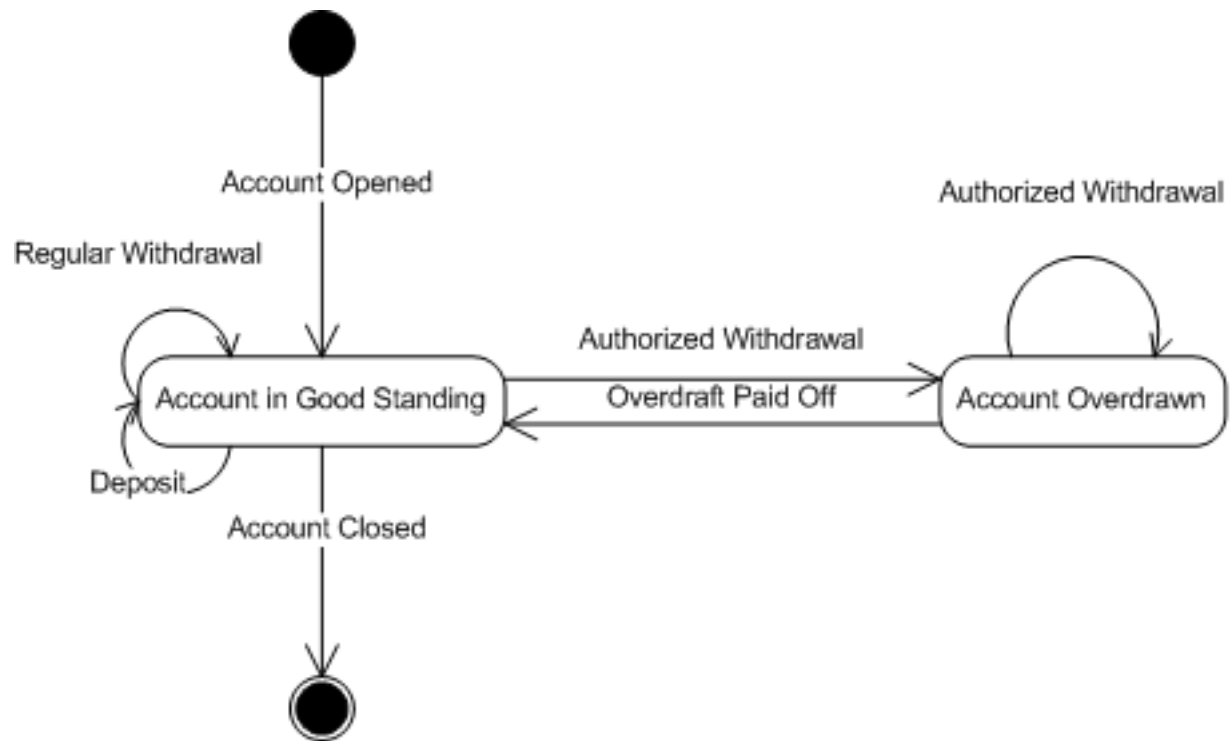 Account Opened
Authorized Withdrawal
Regular Withdrawal
Authorized Withdrawal
Account in Good Standing
Overdraft Paid Off
Account Overdrawn
Deposit
Account Closed